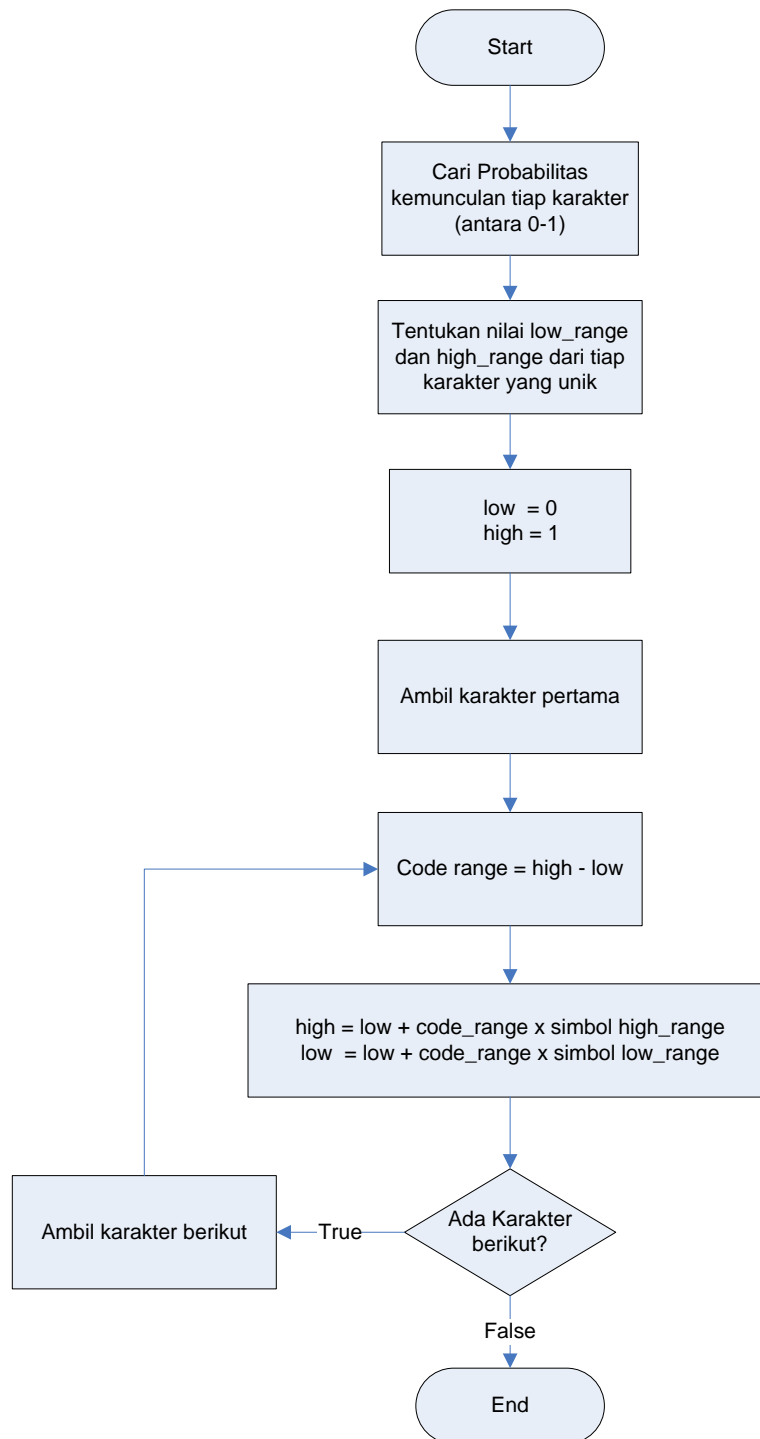 Start
Cari Probabilitas
kemunculan tiap karakter
(antara 0-1)
Tentukan nilai low_range
dan high_range dari tiap
karakter yang unik
low  = 0
high = 1
Ambil karakter pertama
Code range = high - low
high = low + code_range x simbol high_range
low  = low + code_range x simbol low_range
Ada Karakter
berikut?
True
Ambil karakter berikut
False
End